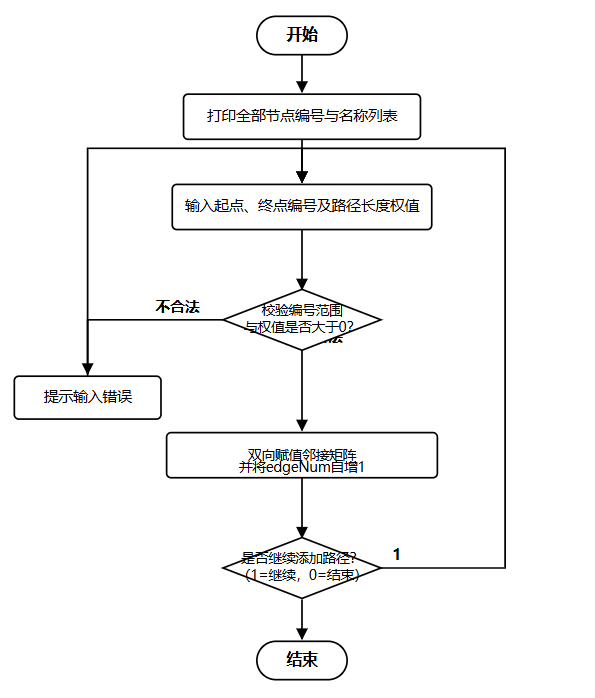 开始
打印全部节点编号与名称列表
输入起点、终点编号及路径长度权值
不合法
校验编号范围
与权值是否大于0?
法
提示输入错误
双向赋值邻接矩阵
并将edgeNum自增1
是否继续添加路径?
(1=继续，0=结束)
1
结束